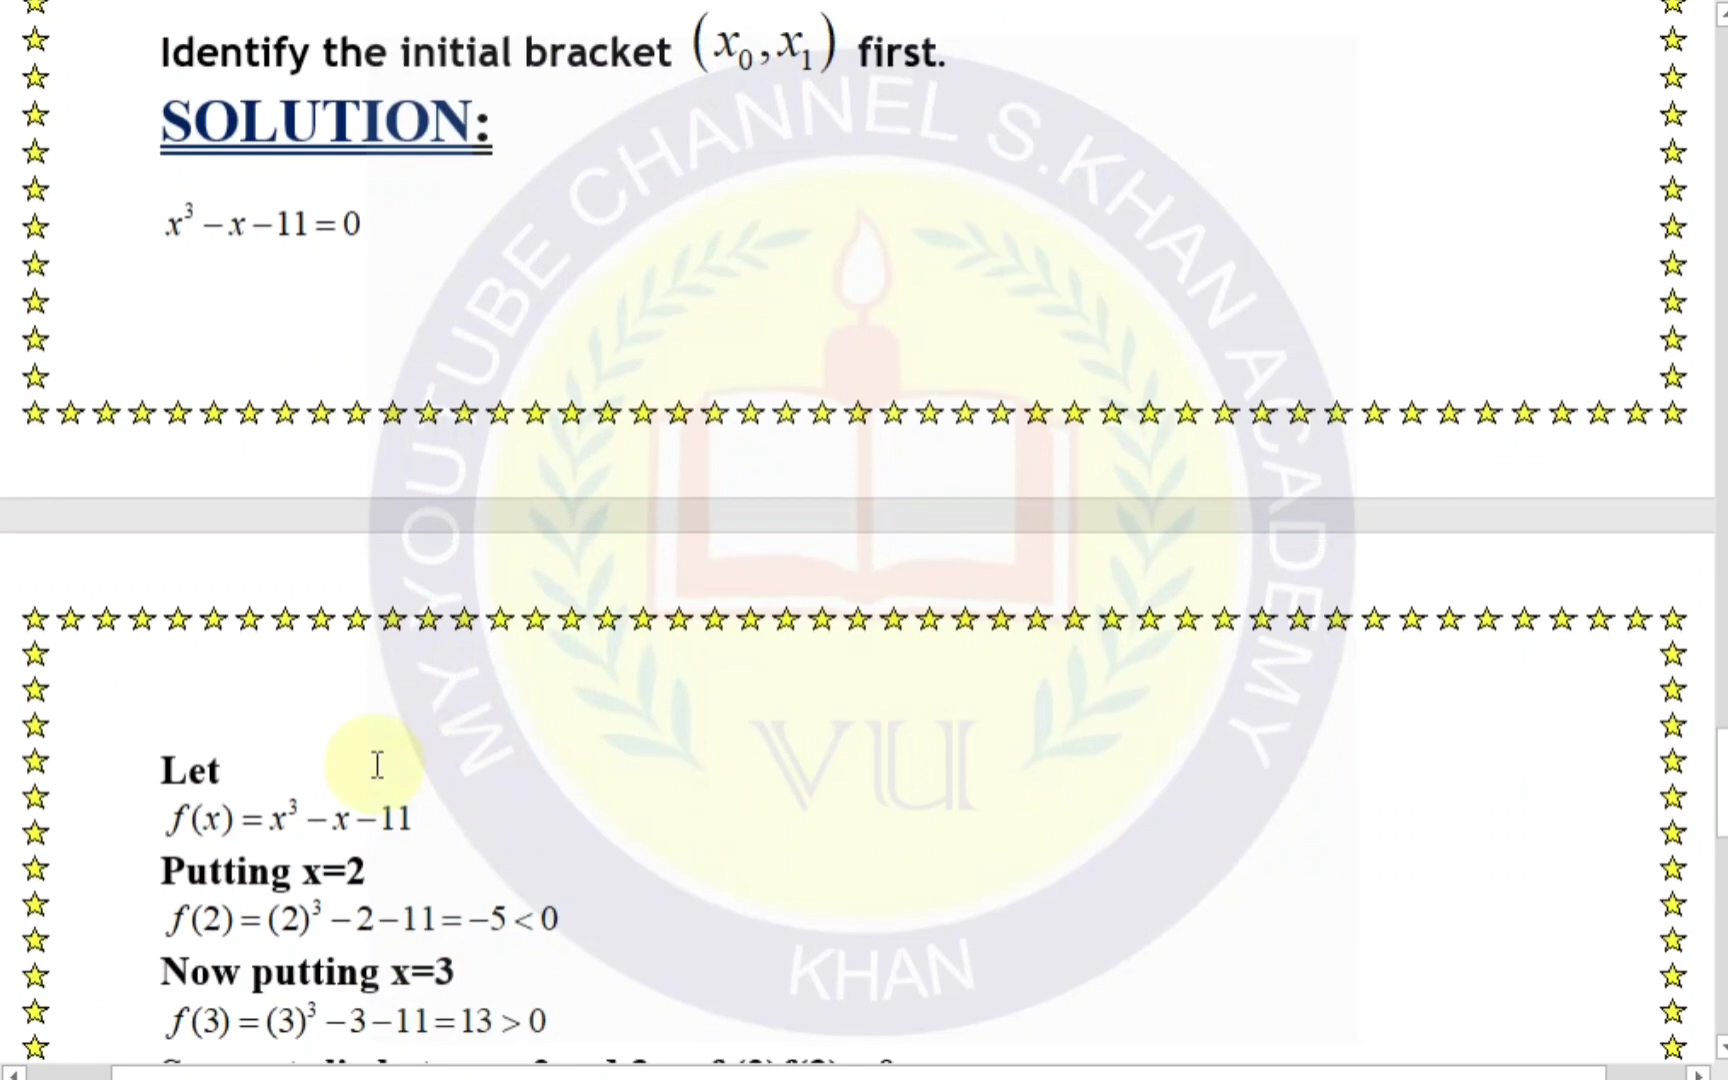 Identify the initial bracket (x₀, x₁) first.
SOLUTION:
x³ − x − 11 = 0
Let
f(x) = x³ − x − 11
Putting x=2
f(2) = (2)³ − 2 − 11 = −5 < 0
Now putting x=3
f(3) = (3)³ − 3 − 11 = 13 > 0
MY YOUTUBE CHANNEL S.KHAN ACADEMY
VU
KHAN